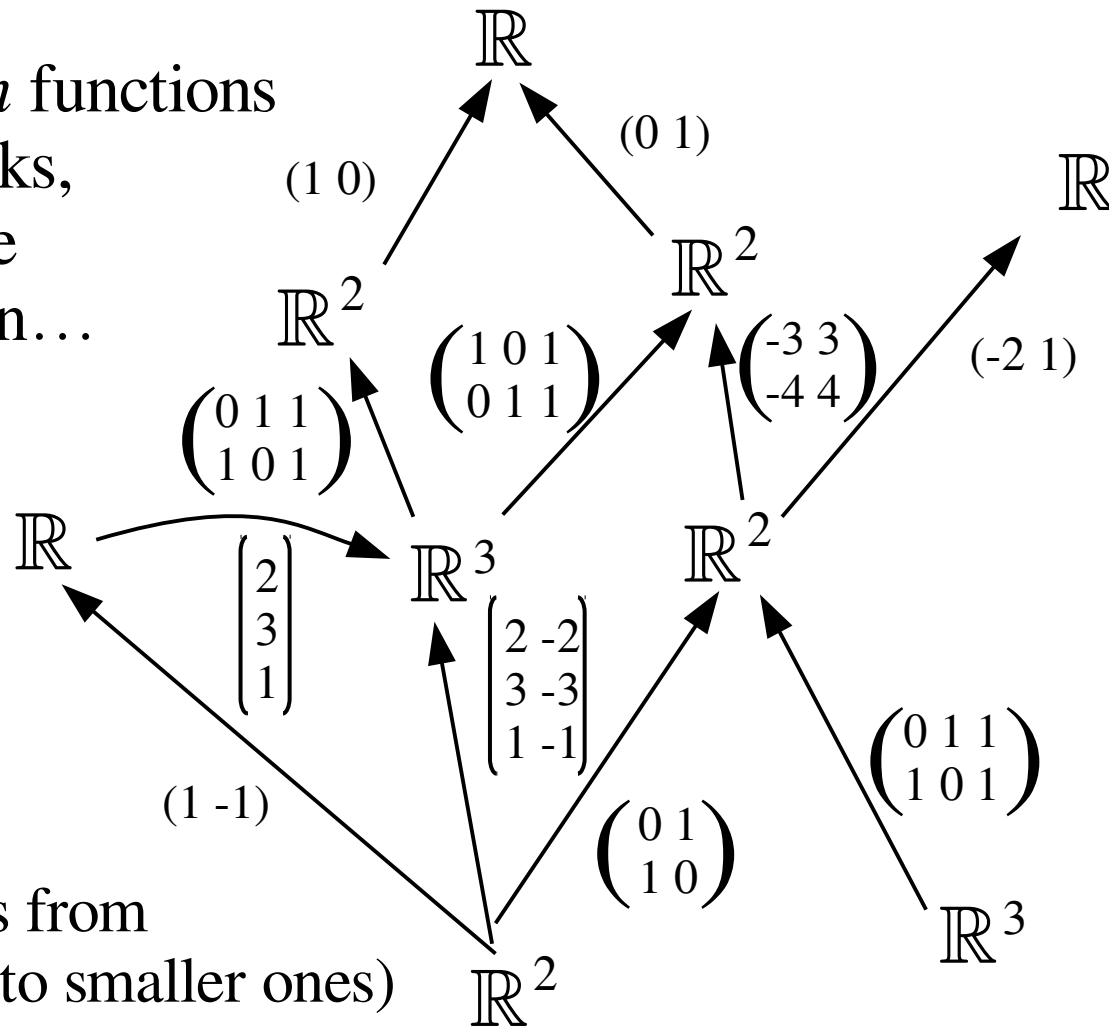 ℝ
n functions
(0 1)
ks,
ℝ
(1 0)
e
ℝ²
ℝ²
n…
(1 0 1
0 1 1)
(-3 3
-4 4)
(-2 1)
(0 1 1
1 0 1)
ℝ
ℝ³
ℝ²
(2
3
1)
(2 -2
3 -3
1 -1)
(0 1 1
1 0 1)
(1 -1)
(0 1
1 0)
s from
ℝ³
to smaller ones)
ℝ²